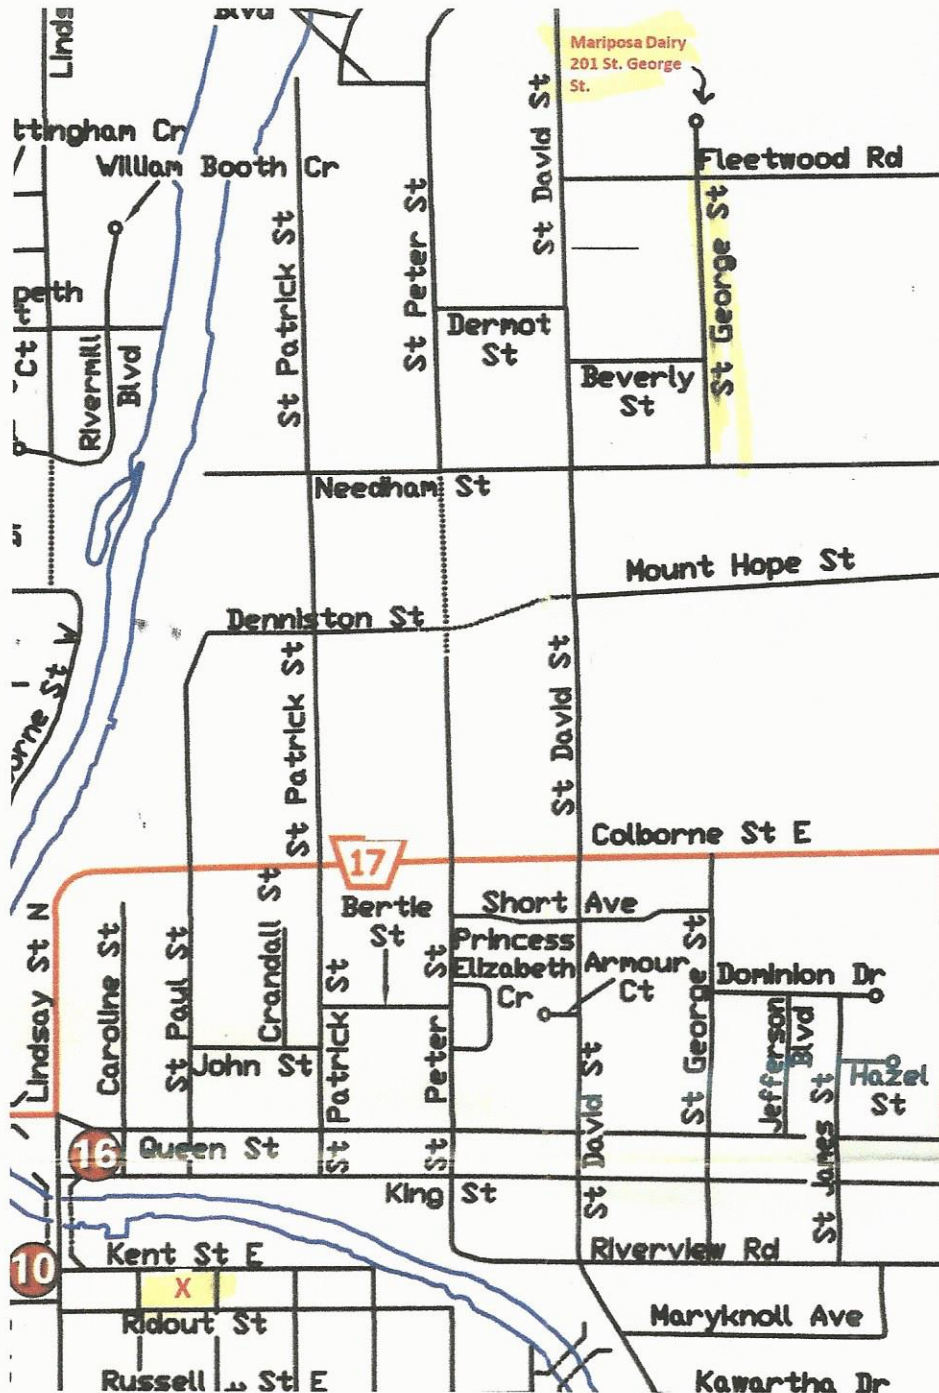 Blvd
Linds
Mariposa Dairy
201 St. George
St.
ttingham Cr
William Booth Cr
St David St
Fleetwood Rd
St Patrick St
St Peter St
St George St
peth
Ct
Rivermill
Blvd
Dermot
St
Beverly
St
Needham St
Mount Hope St
Denniston St
St Patrick St
St David St
orne St W
Colborne St E
17
Crandall St
Bertie
St
Short Ave
Lindsay St N
Caroline St
St Paul St
Princess
Elizabeth
Cr
Armour
Ct
St George St
Dominion Dr
Jefferson
Blvd
John St
St Patrick St
St Peter St
St David St
St James St
Hazel
St
16
Queen St
King St
10
Kent St E
Riverview Rd
X
Ridout St
Maryknoll Ave
Russell St E
Kawartha Dr